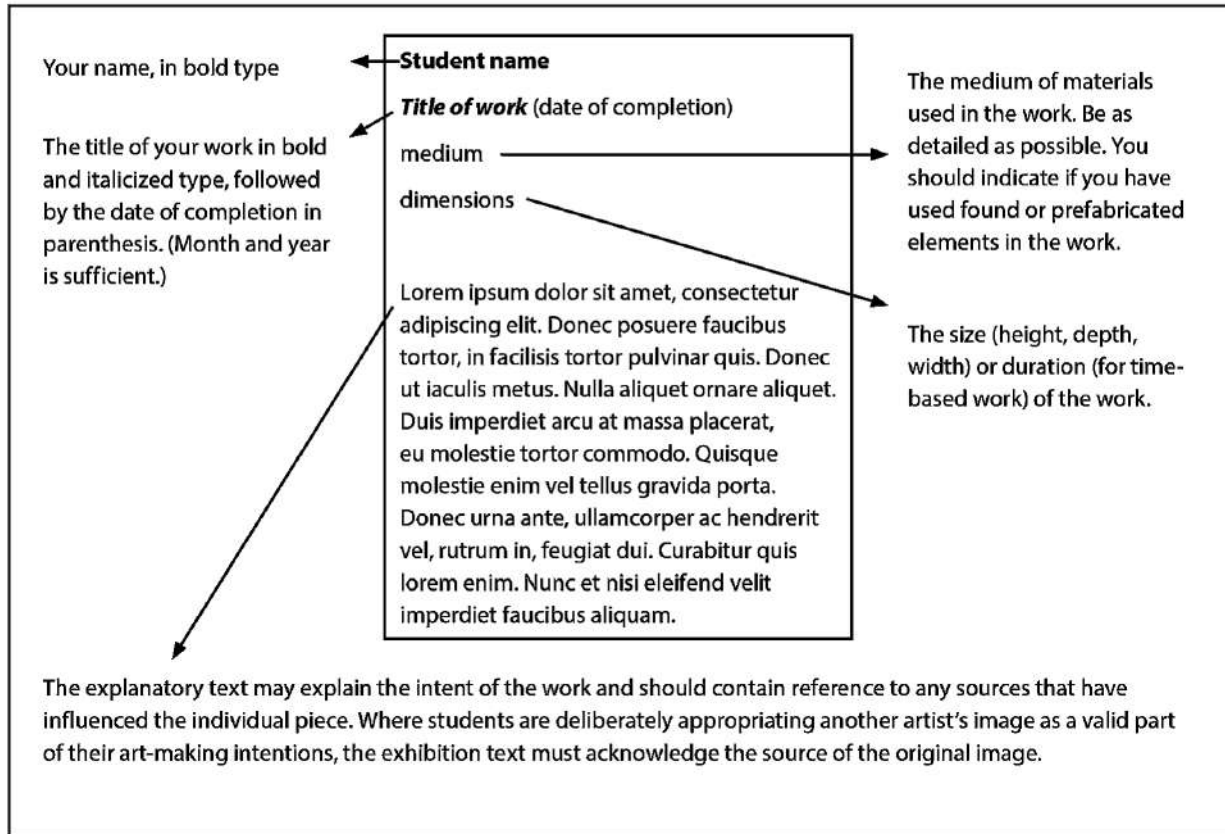 Your name, in bold type
The title of your work in bold
and italicized type, followed
by the date of completion in
parenthesis. (Month and year
is sufficient.)
Student name
Title of work (date of completion)
medium
dimensions
Lorem ipsum dolor sit amet, consectetur
adipiscing elit. Donec posuere faucibus
tortor, in facilisis tortor pulvinar quis. Donec
ut iaculis metus. Nulla aliquet ornare aliquet.
Duis imperdiet arcu at massa placerat,
eu molestie tortor commodo. Quisque
molestie enim vel tellus gravida porta.
Donec urna ante, ullamcorper ac hendrerit
vel, rutrum in, feugiat dui. Curabitur quis
lorem enim. Nunc et nisi eleifend velit
imperdiet faucibus aliquam.
The medium of materials
used in the work. Be as
detailed as possible. You
should indicate if you have
used found or prefabricated
elements in the work.
The size (height, depth,
width) or duration (for time-
based work) of the work.
The explanatory text may explain the intent of the work and should contain reference to any sources that have
influenced the individual piece. Where students are deliberately appropriating another artist's image as a valid part
of their art-making intentions, the exhibition text must acknowledge the source of the original image.